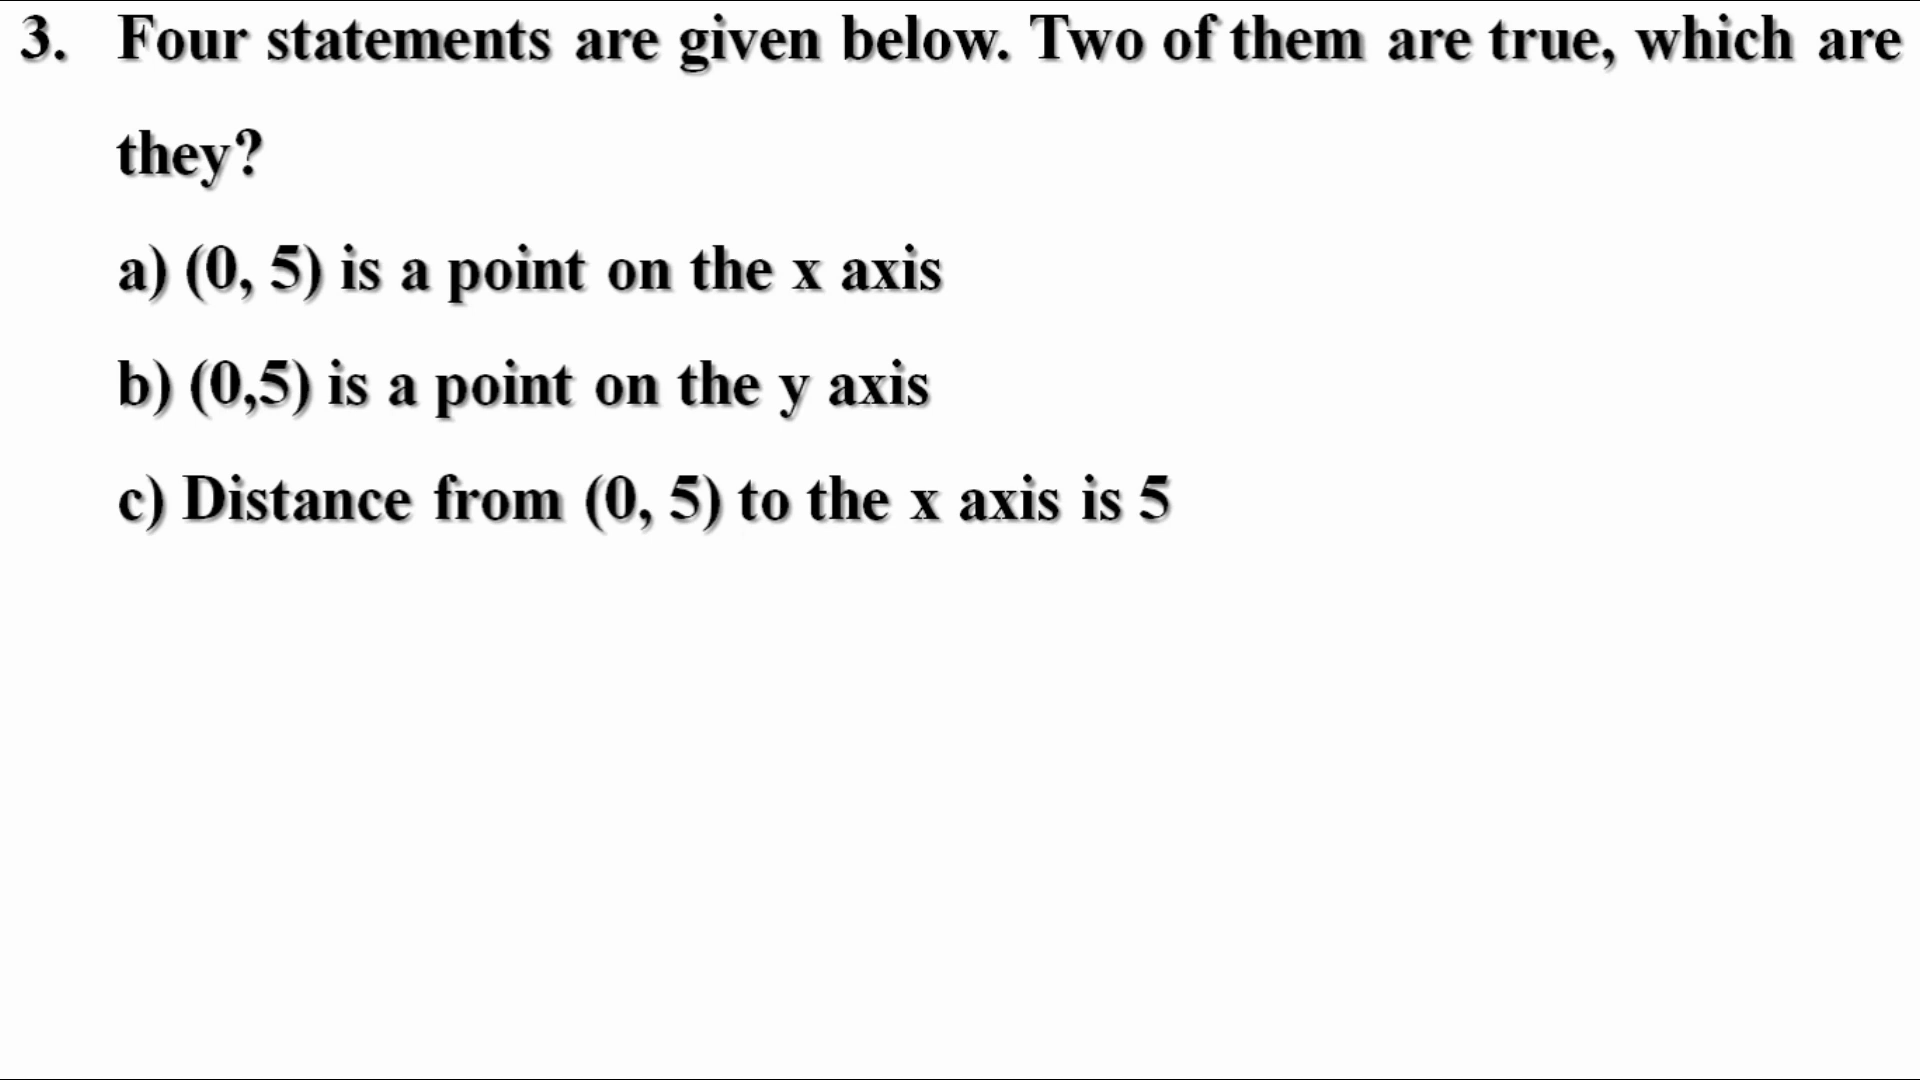 3. Four statements are given below. Two of them are true, which are
they?
a) (0, 5) is a point on the x axis
b) (0,5) is a point on the y axis
c) Distance from (0, 5) to the x axis is 5